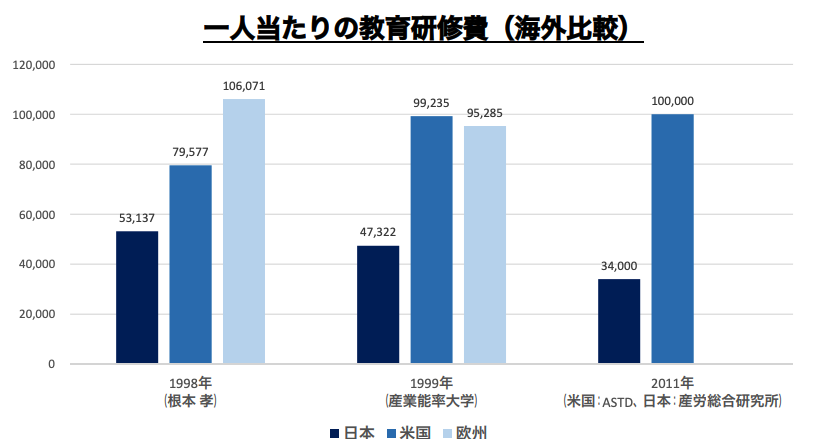 一人当たりの教育研修費（海外比較）
120,000
100,000
80,000
60,000
40,000
20,000
0
53,137
79,577
106,071
47,322
99,235
95,285
34,000
100,000
1998年
(根本 孝)
1999年
(産業能率大学)
2011年
(米国：ASTD、日本：産労総合研究所)
日本 米国 欧州